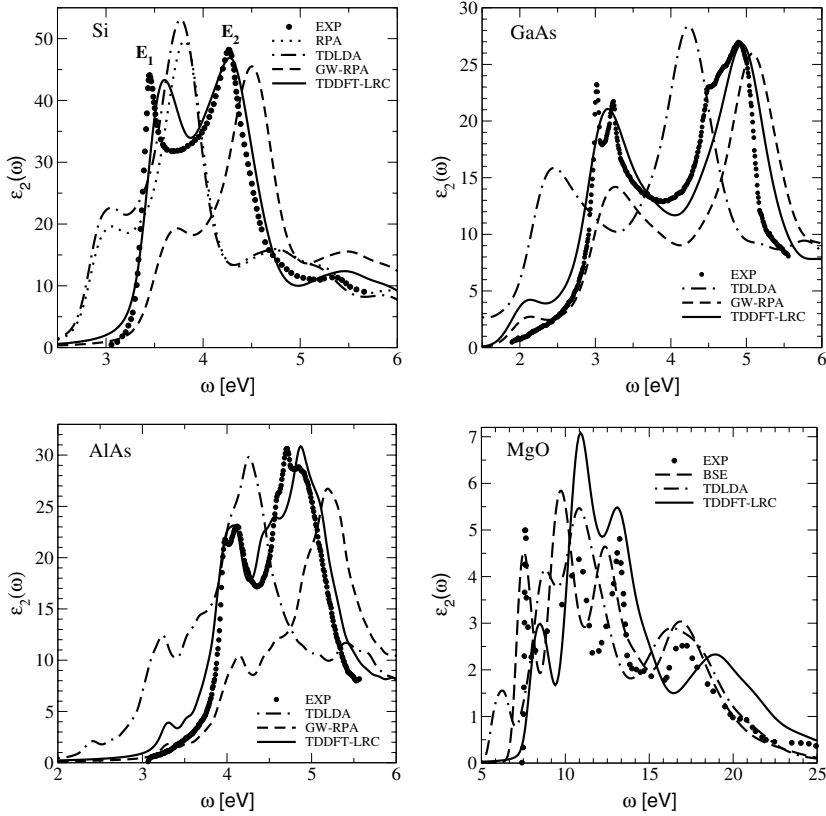 Si
E1
E2
EXP
RPA
TDLDA
GW-RPA
TDDFT-LRC
50
40
30
20
10
0
ε2(ω)
3
4
5
6
ω [eV]
GaAs
30
25
20
15
10
5
0
ε2(ω)
EXP
TDLDA
GW-RPA
TDDFT-LRC
2
3
4
5
6
ω [eV]
AlAs
30
25
20
15
10
5
0
ε2(ω)
EXP
TDLDA
GW-RPA
TDDFT-LRC
2
3
4
5
6
ω [eV]
MgO
EXP
BSE
TDLDA
TDDFT-LRC
7
6
5
4
3
2
1
0
ε2(ω)
5
10
15
20
25
ω [eV]